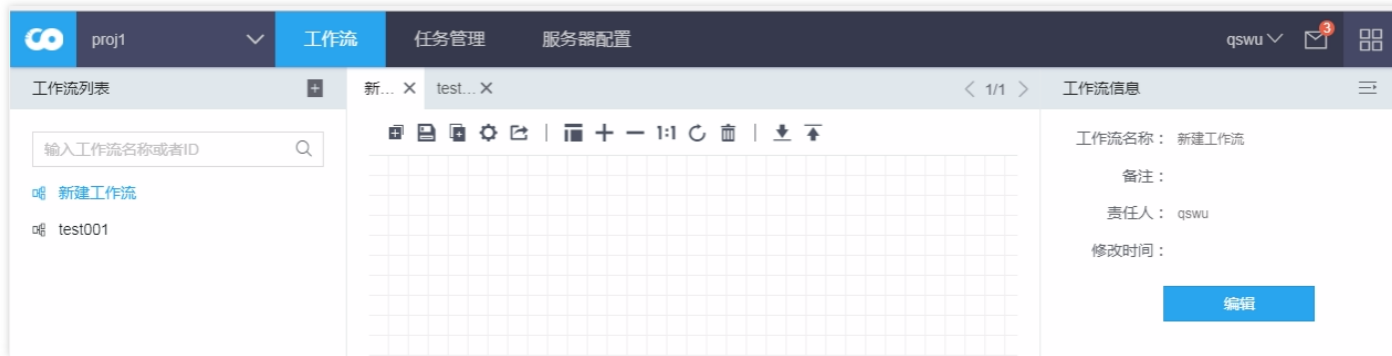 proj1 工作流 任务管理 服务器配置 qswu 3
工作流列表 新... test... 1/1 工作流信息
1:1
输入工作流名称或者ID
工作流名称： 新建工作流
备注：
新建工作流
责任人： qswu
test001
修改时间：
编辑